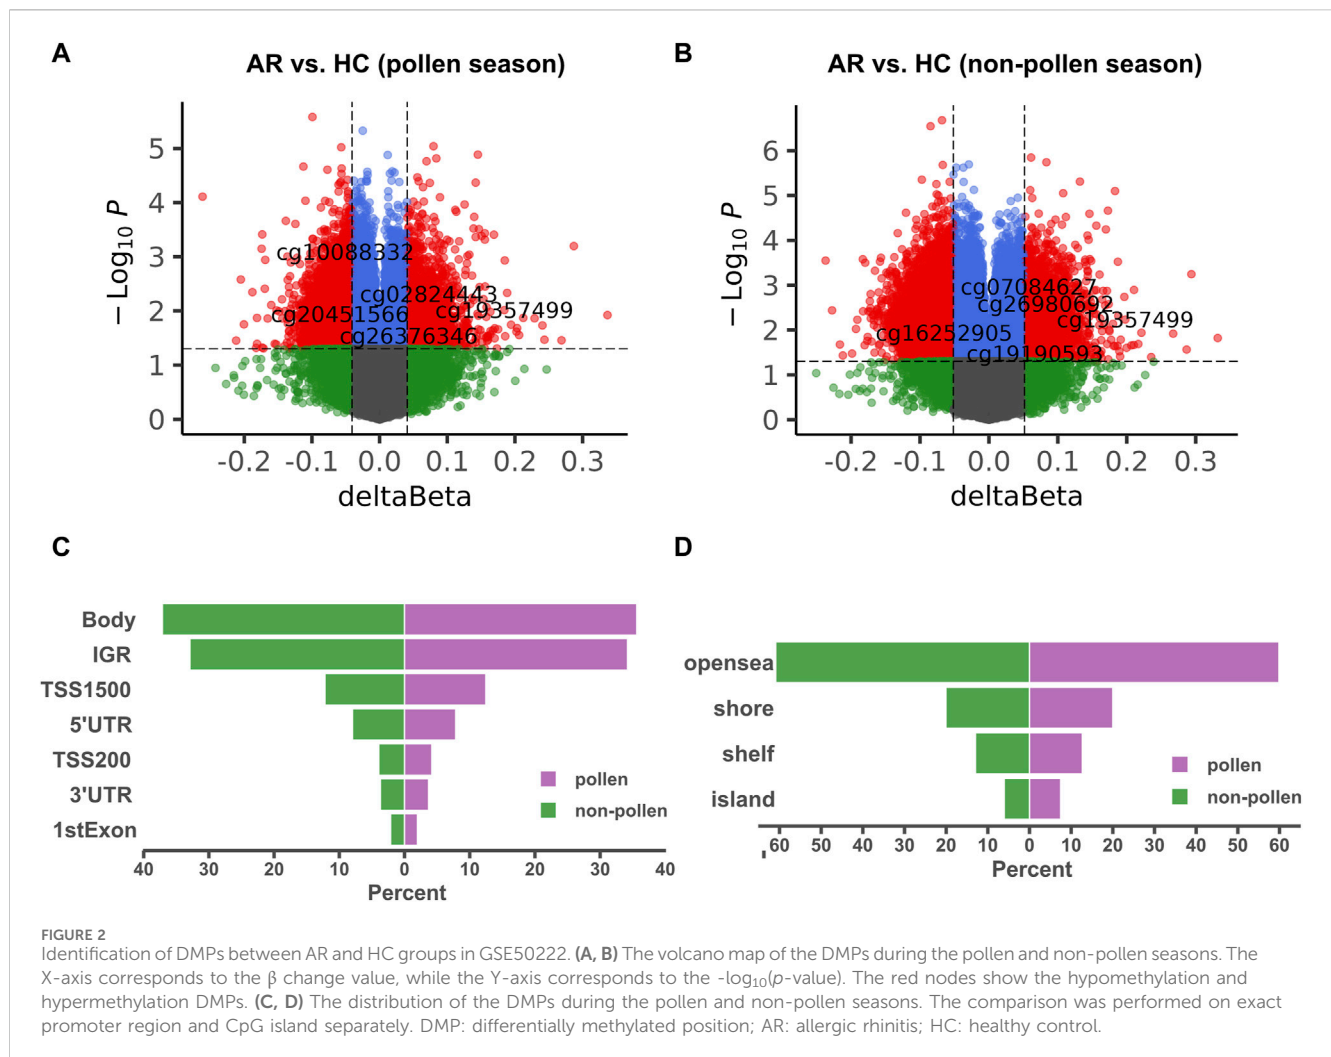 A
AR vs. HC (pollen season)
− Log10 P
5
4
3
2
1
0
cg10088332
cg02824443
cg20451566
cg19357499
cg26376346
-0.2 -0.1 0.0 0.1 0.2 0.3
deltaBeta
B
AR vs. HC (non-pollen season)
− Log10 P
6
5
4
3
2
1
0
cg07084627
cg26980692
cg19357499
cg16252905
cg19190593
-0.2 -0.1 0.0 0.1 0.2 0.3
deltaBeta
C
Body
IGR
TSS1500
5'UTR
TSS200
3'UTR
1stExon
pollen
non-pollen
40 30 20 10 0 10 20 30 40
Percent
D
opensea
shore
shelf
island
pollen
non-pollen
60 50 40 30 20 10 0 10 20 30 40 50 60
Percent
FIGURE 2
Identification of DMPs between AR and HC groups in GSE50222. (A, B) The volcano map of the DMPs during the pollen and non-pollen seasons. The
X-axis corresponds to the β change value, while the Y-axis corresponds to the -log10(p-value). The red nodes show the hypomethylation and
hypermethylation DMPs. (C, D) The distribution of the DMPs during the pollen and non-pollen seasons. The comparison was performed on exact
promoter region and CpG island separately. DMP: differentially methylated position; AR: allergic rhinitis; HC: healthy control.